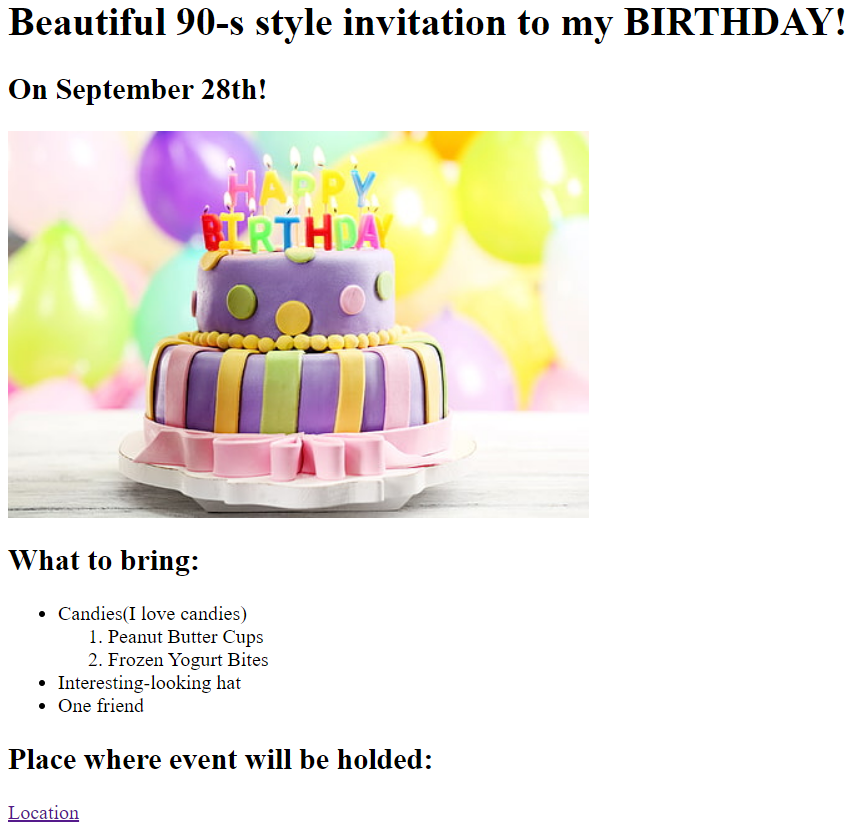 Beautiful 90-s style invitation to my BIRTHDAY!
On September 28th!
HAPPY
BIRTHDAY
What to bring:
• Candies(I love candies)
1. Peanut Butter Cups
2. Frozen Yogurt Bites
• Interesting-looking hat
• One friend
Place where event will be holded:
Location